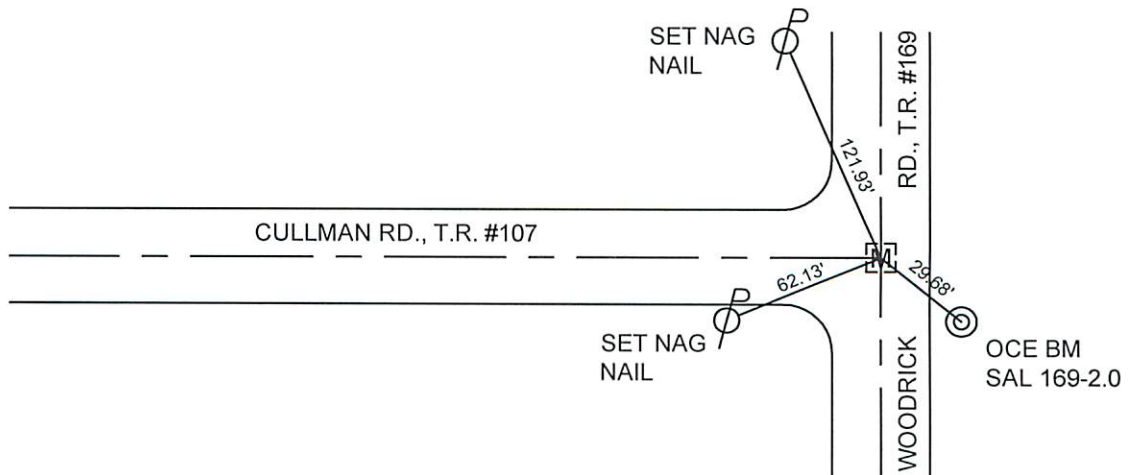 SET NAG
NAIL
P
RD., T.R. #169
121.93'
CULLMAN RD., T.R. #107
M
62.13'
29.68'
P
SET NAG
NAIL
OCE BM
SAL 169-2.0
WOODRICK